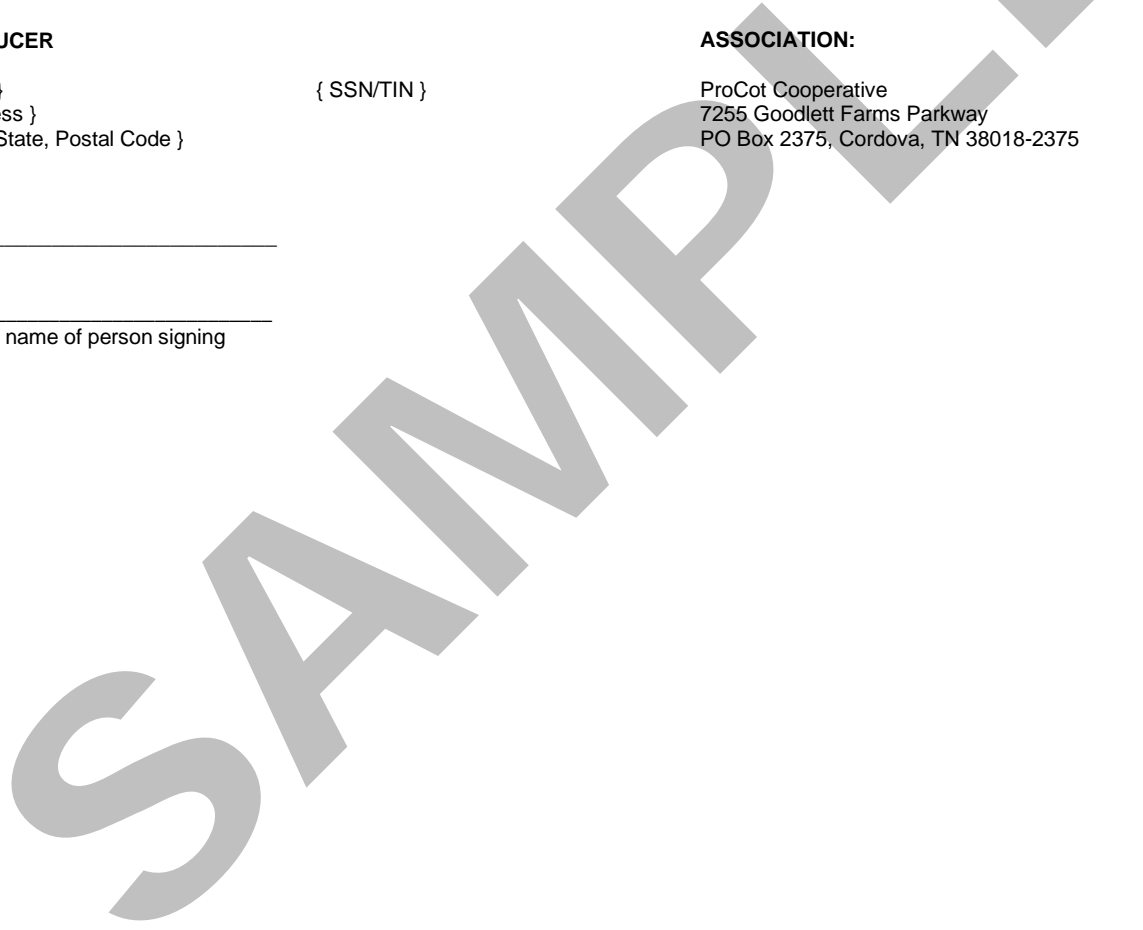 UCER
ASSOCIATION:
} { SSN/TIN } ProCot Cooperative
ess } 7255 Goodlett Farms Parkway
State, Postal Code } PO Box 2375, Cordova, TN 38018-2375
name of person signing
SAMPL